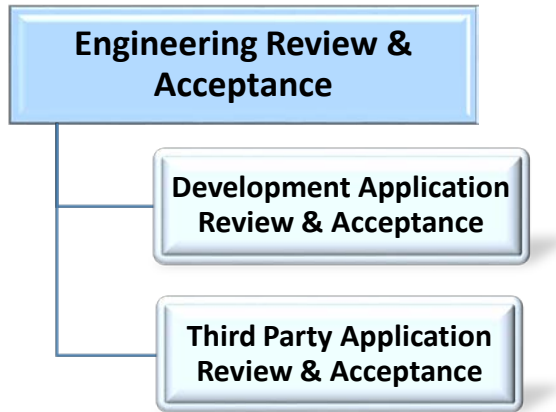 Engineering Review &
Acceptance
Development Application
Review & Acceptance
Third Party Application
Review & Acceptance